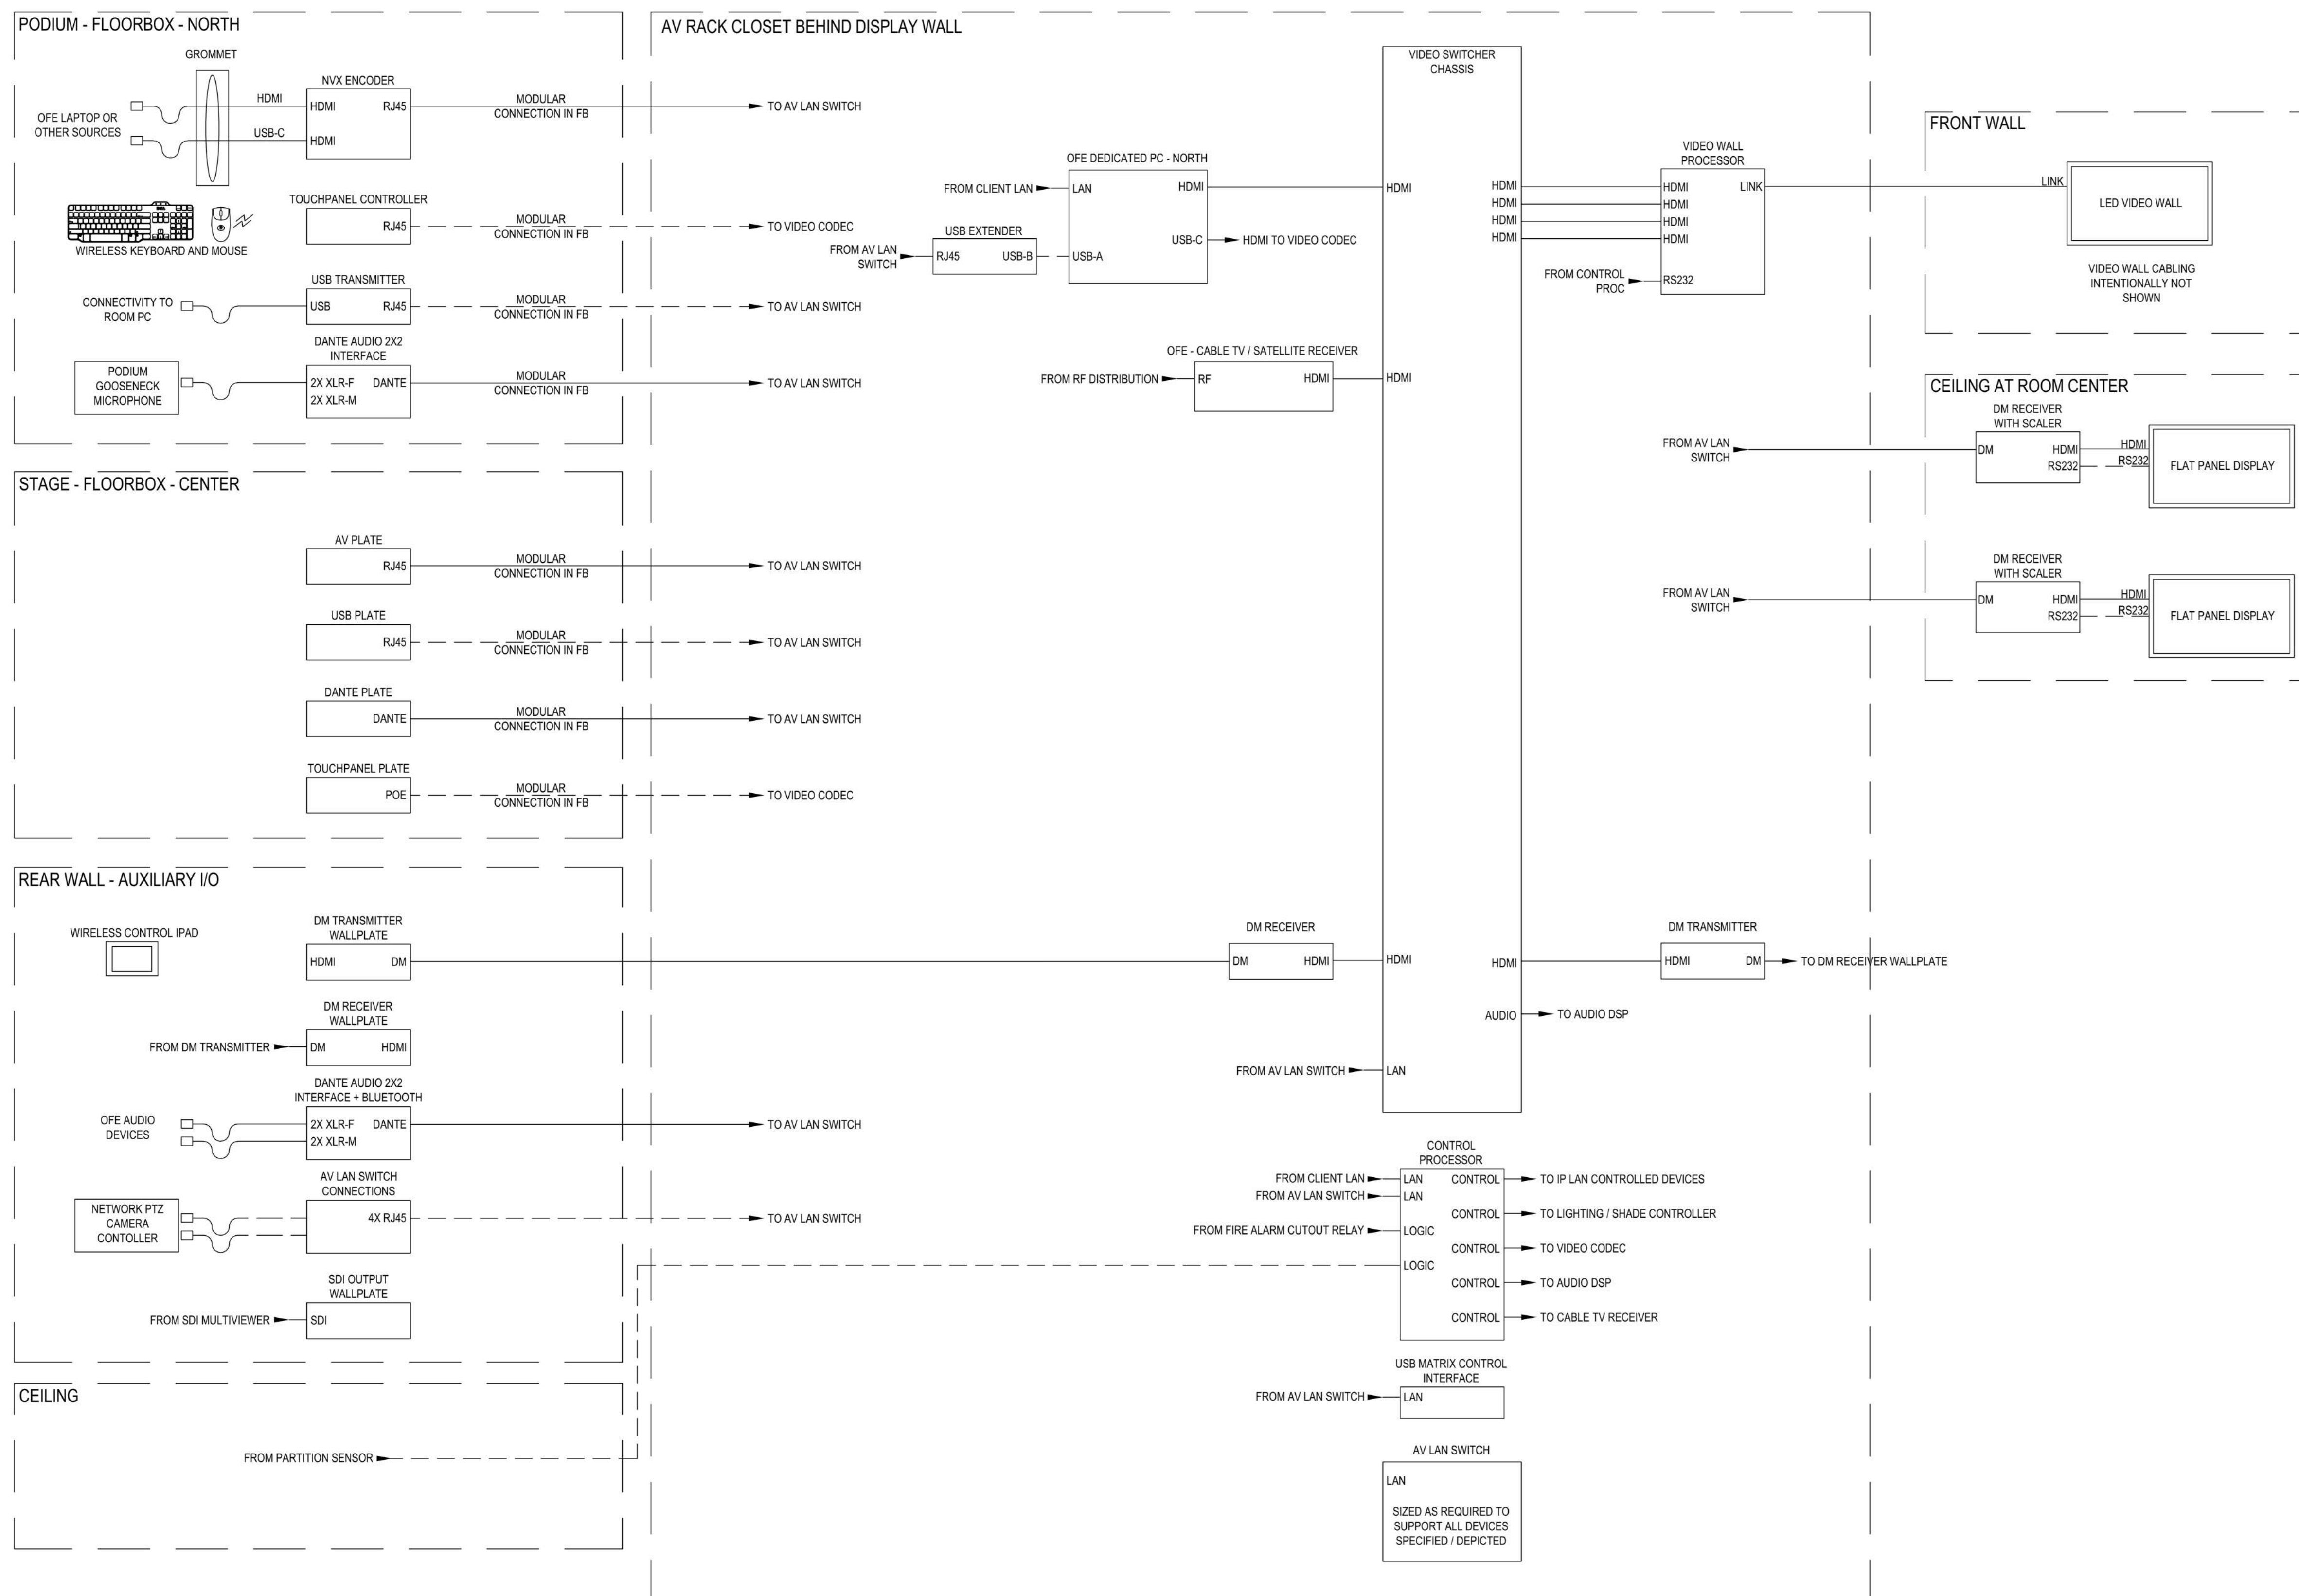 PODIUM - FLOORBOX - NORTH
GROMMET
NVX ENCODER
OFE LAPTOP OR
OTHER SOURCES
HDMI
USB-C
HDMI
RJ45
HDMI
MODULAR
CONNECTION IN FB
TO AV LAN SWITCH
WIRELESS KEYBOARD AND MOUSE
TOUCHPANEL CONTROLLER
RJ45
MODULAR
CONNECTION IN FB
TO VIDEO CODEC
CONNECTIVITY TO
ROOM PC
USB TRANSMITTER
USB
RJ45
MODULAR
CONNECTION IN FB
TO AV LAN SWITCH
PODIUM
GOOSENECK
MICROPHONE
DANTE AUDIO 2X2
INTERFACE
2X XLR-F
DANTE
2X XLR-M
MODULAR
CONNECTION IN FB
TO AV LAN SWITCH
STAGE - FLOORBOX - CENTER
AV PLATE
RJ45
MODULAR
CONNECTION IN FB
TO AV LAN SWITCH
USB PLATE
RJ45
MODULAR
CONNECTION IN FB
TO AV LAN SWITCH
DANTE PLATE
DANTE
MODULAR
CONNECTION IN FB
TO AV LAN SWITCH
TOUCHPANEL PLATE
POE
MODULAR
CONNECTION IN FB
TO VIDEO CODEC
REAR WALL - AUXILIARY I/O
WIRELESS CONTROL IPAD
DM TRANSMITTER
WALLPLATE
HDMI
DM
DM RECEIVER
WALLPLATE
FROM DM TRANSMITTER
DM
HDMI
DANTE AUDIO 2X2
INTERFACE + BLUETOOTH
OFE AUDIO
DEVICES
2X XLR-F
DANTE
2X XLR-M
TO AV LAN SWITCH
AV LAN SWITCH
CONNECTIONS
NETWORK PTZ
CAMERA
CONTOLLER
4X RJ45
TO AV LAN SWITCH
SDI OUTPUT
WALLPLATE
FROM SDI MULTIVIEWER
SDI
CEILING
FROM PARTITION SENSOR
AV RACK CLOSET BEHIND DISPLAY WALL
OFE DEDICATED PC - NORTH
FROM CLIENT LAN
LAN
HDMI
USB-C
HDMI TO VIDEO CODEC
USB-A
USB EXTENDER
FROM AV LAN
SWITCH
RJ45
USB-B
OFE - CABLE TV / SATELLITE RECEIVER
FROM RF DISTRIBUTION
RF
HDMI
DM RECEIVER
DM
HDMI
VIDEO SWITCHER
CHASSIS
HDMI
HDMI
HDMI
HDMI
HDMI
HDMI
HDMI
HDMI
AUDIO
TO AUDIO DSP
FROM AV LAN SWITCH
LAN
VIDEO WALL
PROCESSOR
HDMI
LINK
HDMI
HDMI
HDMI
FROM CONTROL
PROC
RS232
FROM AV LAN
SWITCH
FROM AV LAN
SWITCH
DM TRANSMITTER
HDMI
DM
TO DM RECEIVER WALLPLATE
CONTROL
PROCESSOR
FROM CLIENT LAN
LAN
CONTROL
TO IP LAN CONTROLLED DEVICES
FROM AV LAN SWITCH
LAN
CONTROL
TO LIGHTING / SHADE CONTROLLER
FROM FIRE ALARM CUTOUT RELAY
LOGIC
CONTROL
TO VIDEO CODEC
LOGIC
CONTROL
TO AUDIO DSP
CONTROL
TO CABLE TV RECEIVER
USB MATRIX CONTROL
INTERFACE
FROM AV LAN SWITCH
LAN
AV LAN SWITCH
LAN
SIZED AS REQUIRED TO
SUPPORT ALL DEVICES
SPECIFIED / DEPICTED
FRONT WALL
LINK
LED VIDEO WALL
VIDEO WALL CABLING
INTENTIONALLY NOT
SHOWN
CEILING AT ROOM CENTER
DM RECEIVER
WITH SCALER
DM
HDMI
RS232
HDMI
RS232
FLAT PANEL DISPLAY
DM RECEIVER
WITH SCALER
DM
HDMI
RS232
HDMI
RS232
FLAT PANEL DISPLAY